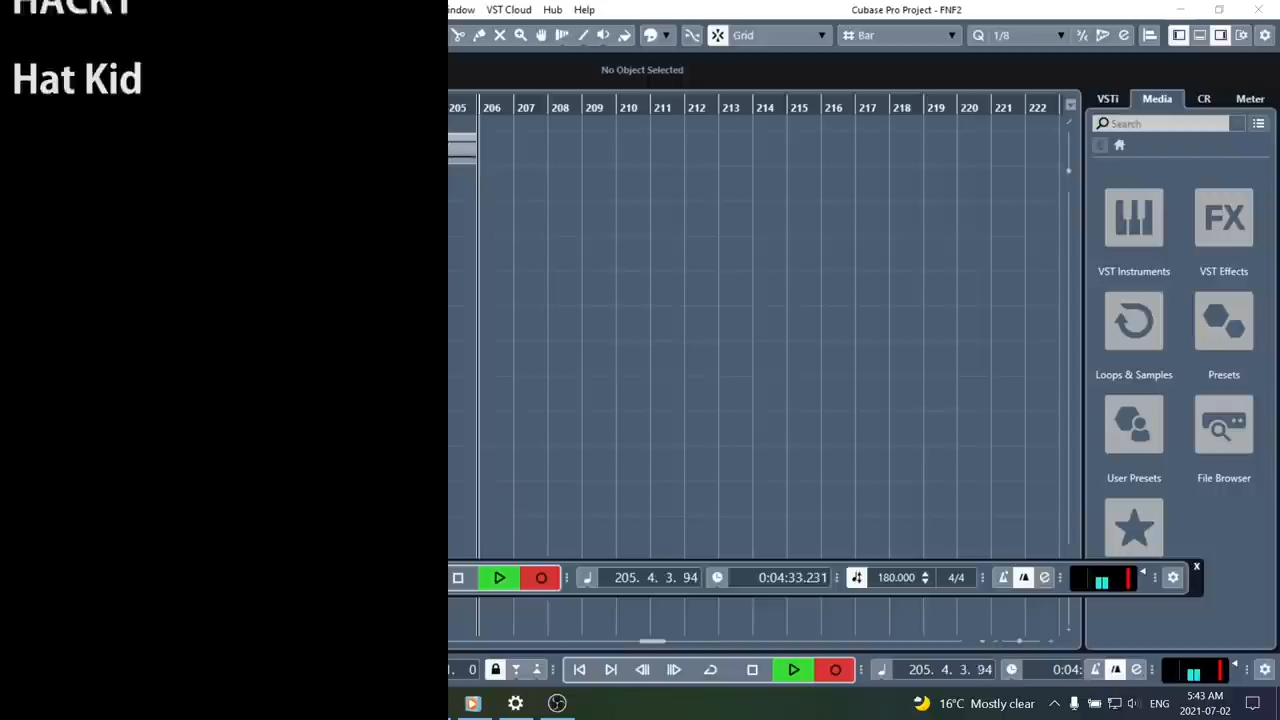 HACKY
Hat Kid
indow VST Cloud Hub Help Cubase Pro Project - FNF2
Grid Bar Q 1/8
No Object Selected
205 206 207 208 209 210 211 212 213 214 215 216 217 218 219 220 221 222
VSTi Media CR Meter
Search
FX
VST Instruments VST Effects
Loops & Samples Presets
User Presets File Browser
205. 4. 3. 94 0:04:33.231 180.000 4/4 x
. 0 205. 4. 3. 94 0:04:
16°C Mostly clear ENG 5:43 AM
2021-07-02